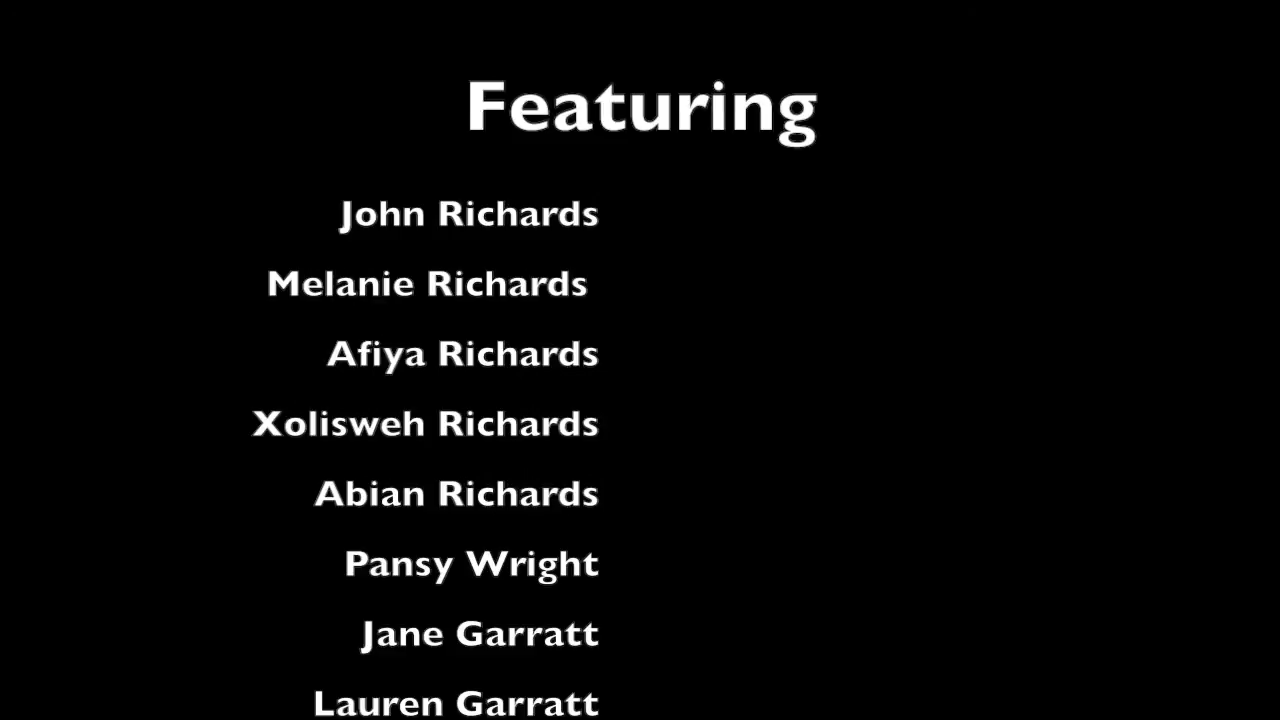 Featuring
John Richards
Melanie Richards
Afiya Richards
Xolisweh Richards
Abian Richards
Pansy Wright
Jane Garratt
Lauren Garratt